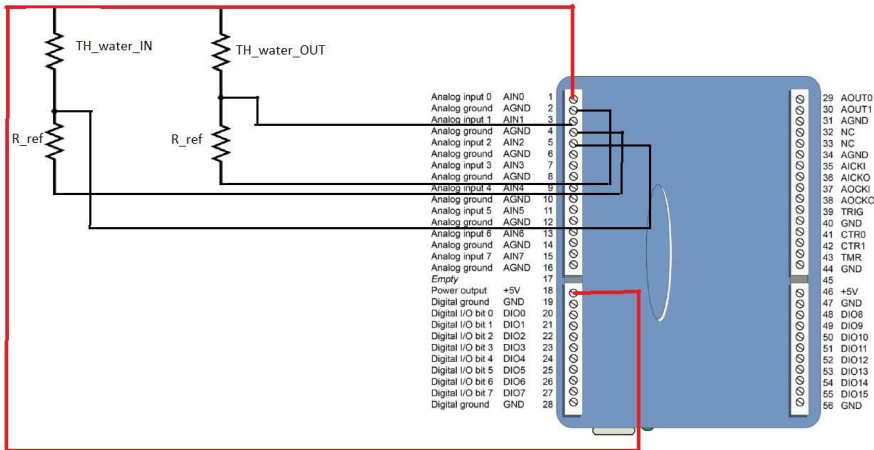 TH_water_IN
TH_water_OUT
R_ref
R_ref
Analog input 0 AIN0 1
Analog ground AGND 2
Analog input 1 AIN1 3
Analog ground AGND 4
Analog input 2 AIN2 5
Analog ground AGND 6
Analog input 3 AIN3 7
Analog ground AGND 8
Analog input 4 AIN4 9
Analog ground AGND 10
Analog input 5 AIN5 11
Analog ground AGND 12
Analog input 6 AIN6 13
Analog ground AGND 14
Analog input 7 AIN7 15
Analog ground AGND 16
Empty 17
Power output +5V 18
Digital ground GND 19
Digital I/O bit 0 DIO0 20
Digital I/O bit 1 DIO1 21
Digital I/O bit 2 DIO2 22
Digital I/O bit 3 DIO3 23
Digital I/O bit 4 DIO4 24
Digital I/O bit 5 DIO5 25
Digital I/O bit 6 DIO6 26
Digital I/O bit 7 DIO7 27
Digital ground GND 28
29 AOUT0
30 AOUT1
31 AGND
32 NC
33 NC
34 AGND
35 AICKI
36 AICKO
37 AOCKI
38 AOCKO
39 TRIG
40 GND
41 CTR0
42 CTR1
43 TMR
44 GND
45
46 +5V
47 GND
48 DIO8
49 DIO9
50 DIO10
51 DIO11
52 DIO12
53 DIO13
54 DIO14
55 DIO15
56 GND